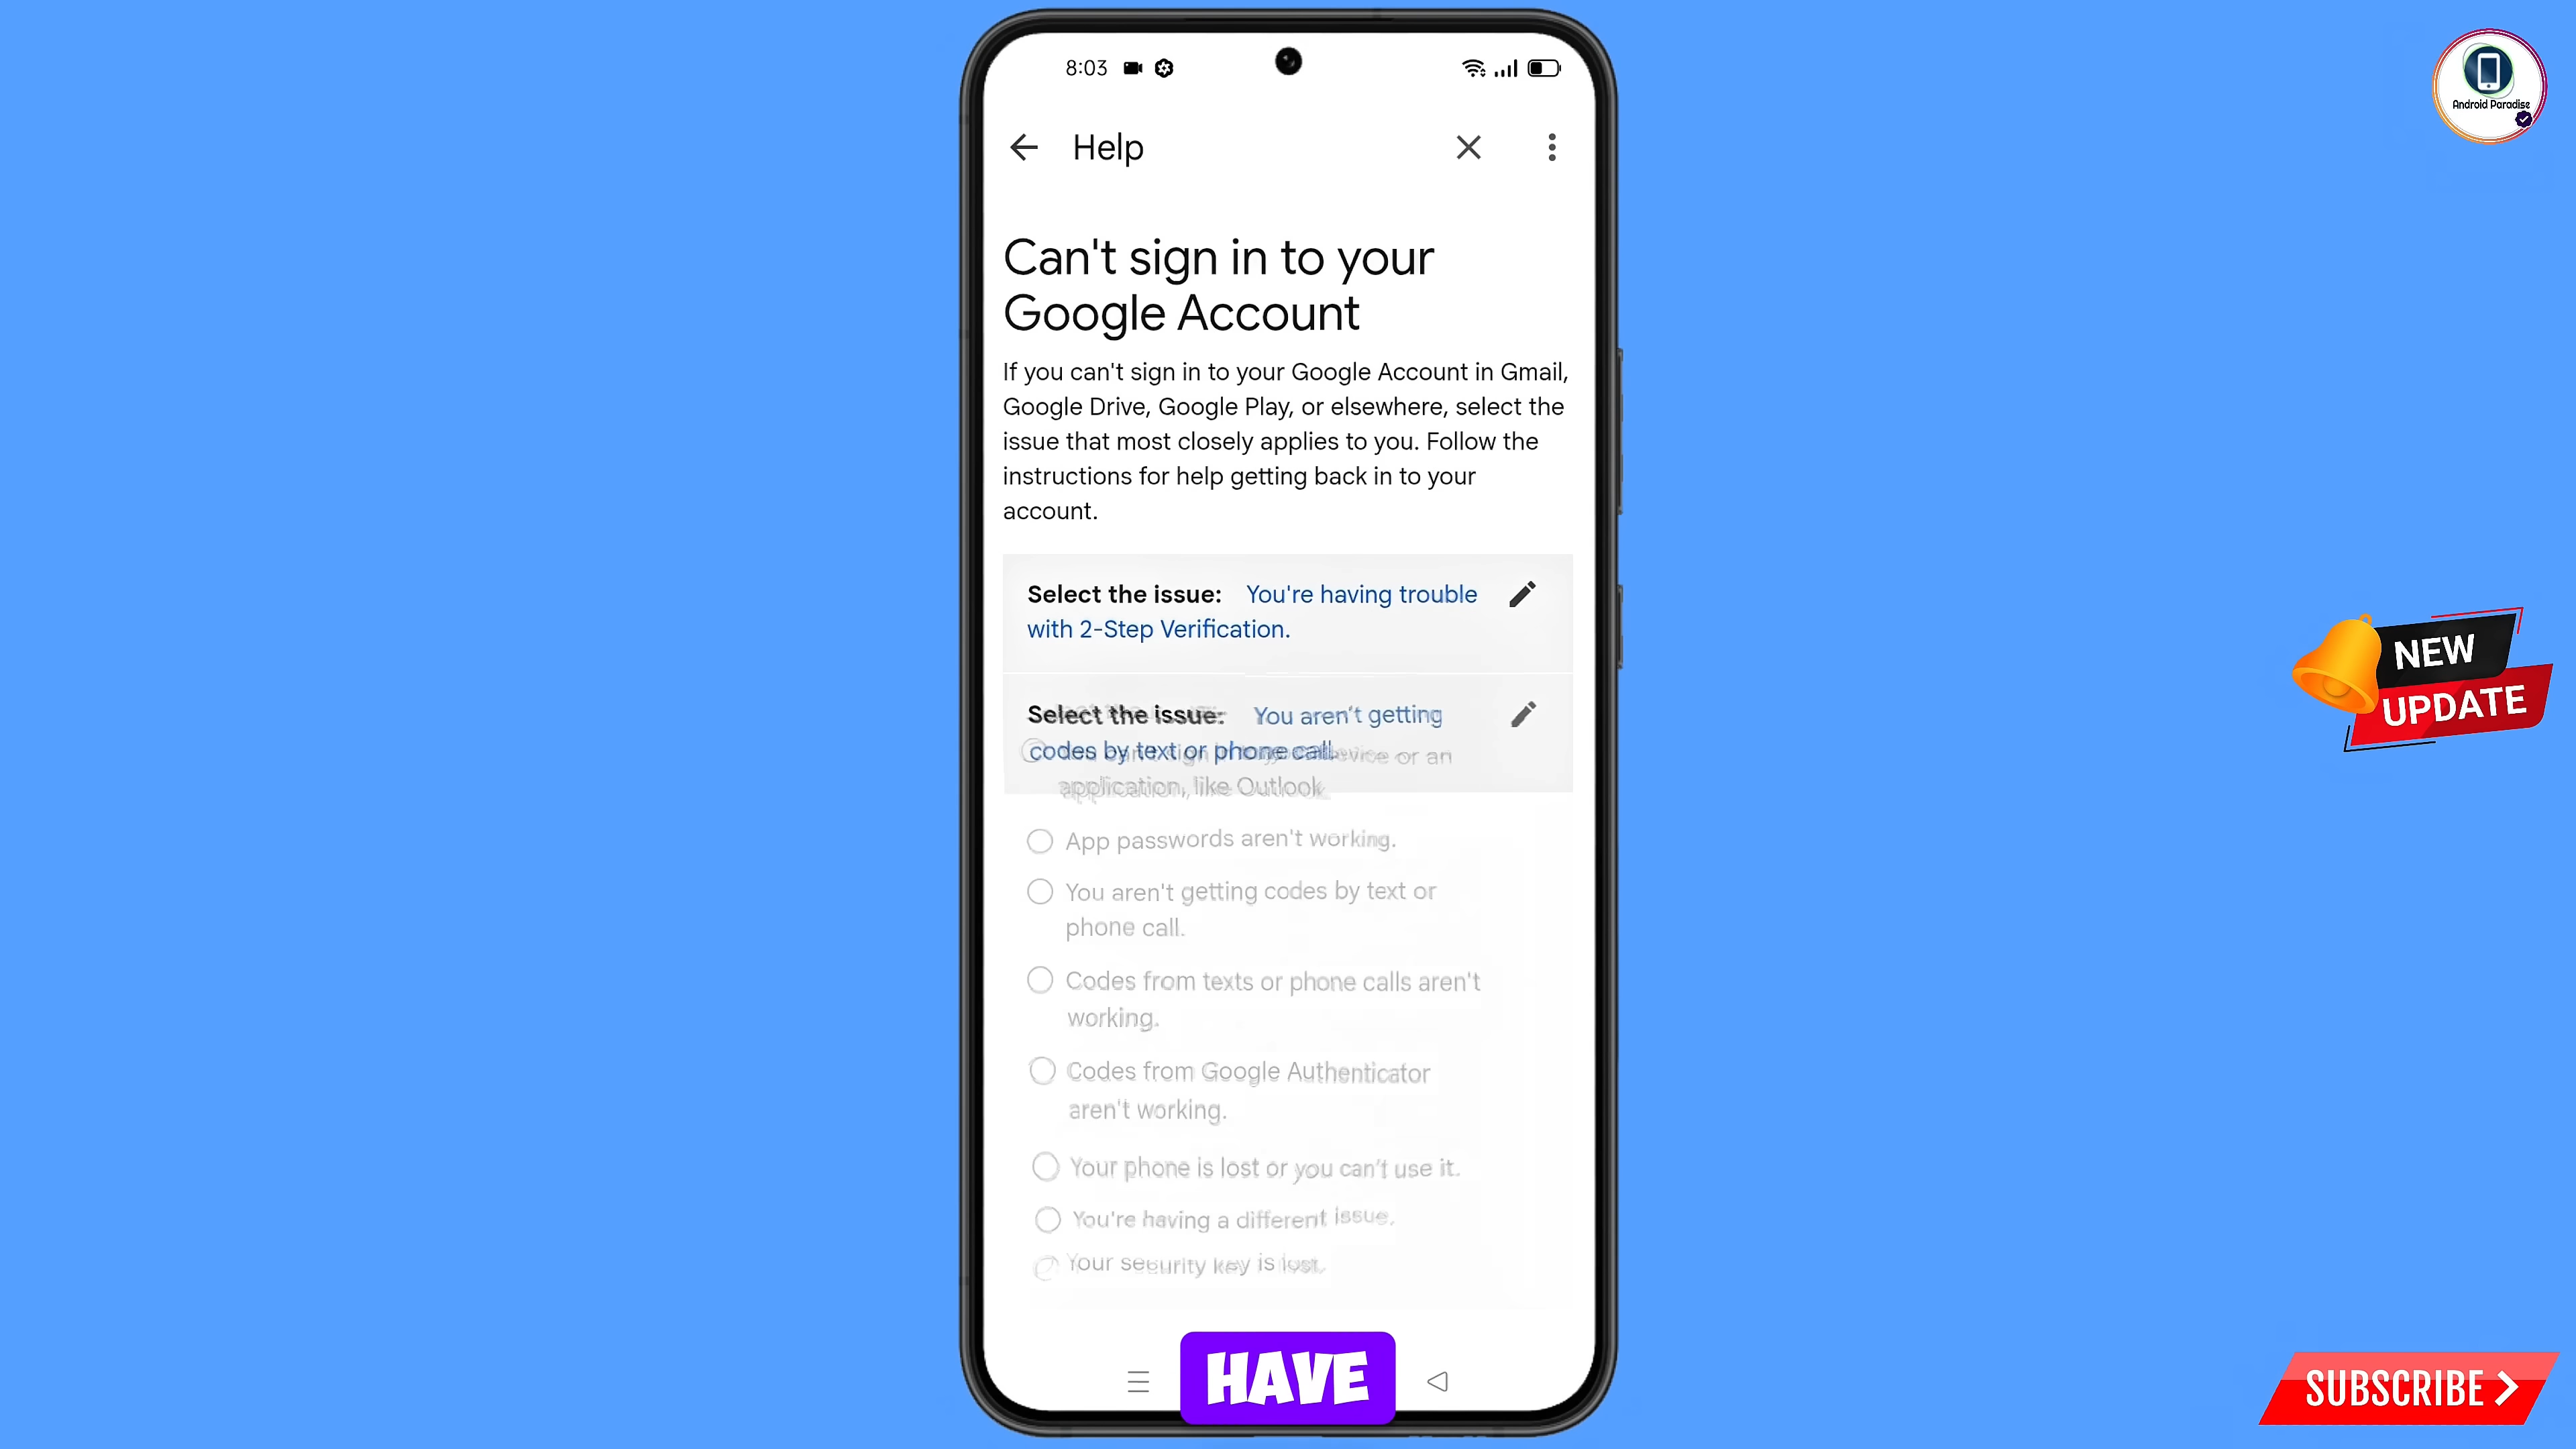 8:03
Android Paradise
Help
Can't sign in to your
Google Account
If you can't sign in to your Google Account in Gmail,
Google Drive, Google Play, or elsewhere, select the
issue that most closely applies to you. Follow the
instructions for help getting back in to your
account.
Select the issue: You're having trouble
with 2-Step Verification.
Select the issue: You aren't getting
codes by text or phone call.
device or an
application, like Outlook
App passwords aren't working.
You aren't getting codes by text or
phone call.
Codes from texts or phone calls aren't
working.
Codes from Google Authenticator
aren't working.
Your phone is lost or you can't use it.
You're having a different issue.
Your security key is lost.
HAVE
NEW
UPDATE
SUBSCRIBE